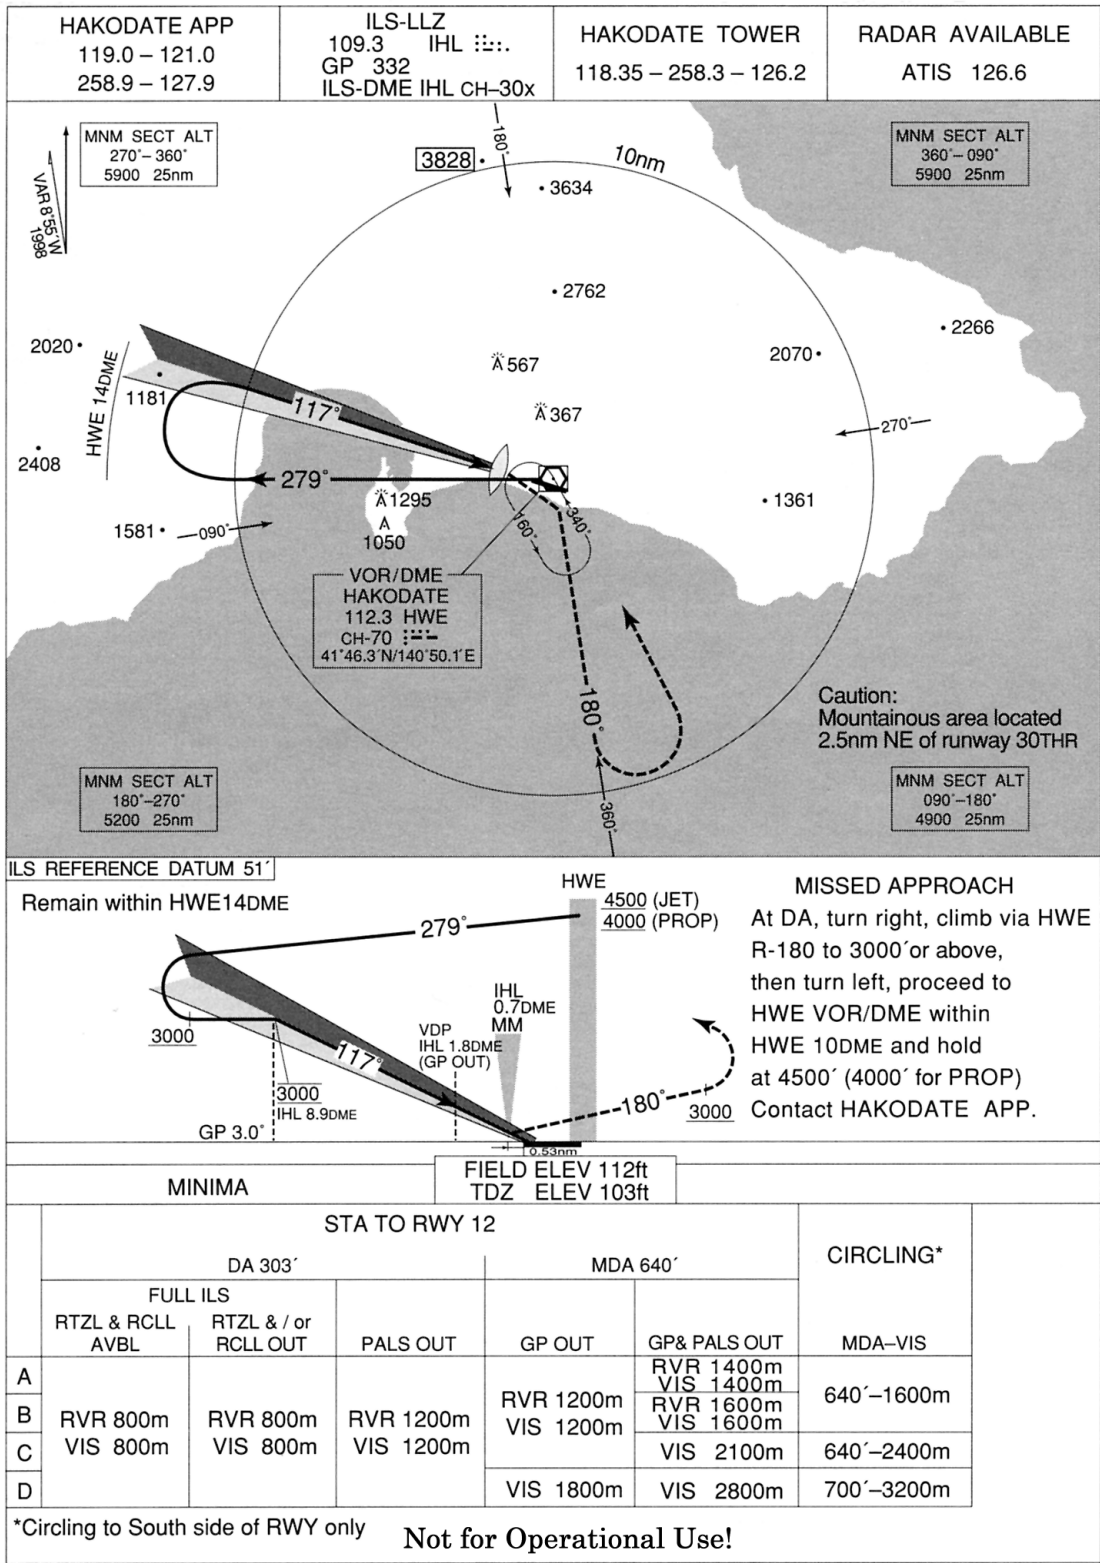 HAKODATE APP
119.0 – 121.0
258.9 – 127.9
ILS-LLZ
109.3 IHL
GP 332
ILS-DME IHL CH–30x
HAKODATE TOWER
118.35 – 258.3 – 126.2
RADAR AVAILABLE
ATIS 126.6
MNM SECT ALT
270°– 360°
5900 25nm
MNM SECT ALT
360°– 090°
5900 25nm
VAR 8°55´W
1998
180°
3828
10nm
3634
2762
2266
2070
2020
567
367
1181
HWE 14DME
117°
270°
2408
279°
1295
1361
1581
090°
1050
160°
340°
VOR/DME
HAKODATE
112.3 HWE
CH-70
41°46.3´N/140°50.1´E
180°
Caution:
Mountainous area located
2.5nm NE of runway 30THR
MNM SECT ALT
180°–270°
5200 25nm
MNM SECT ALT
090°–180°
4900 25nm
360°
ILS REFERENCE DATUM 51´
Remain within HWE14DME
HWE
4500 (JET)
4000 (PROP)
279°
IHL
0.7DME
MM
VDP
IHL 1.8DME
(GP OUT)
3000
117°
3000
IHL 8.9DME
GP 3.0°
180°
3000
0.53nm
MISSED APPROACH
At DA, turn right, climb via HWE
R-180 to 3000´or above,
then turn left, proceed to
HWE VOR/DME within
HWE 10DME and hold
at 4500´ (4000´ for PROP)
Contact HAKODATE APP.
MINIMA
FIELD ELEV 112ft
TDZ ELEV 103ft
STA TO RWY 12
CIRCLING*
DA 303´
MDA 640´
FULL ILS
RTZL & RCLL
AVBL
RTZL & / or
RCLL OUT
PALS OUT
GP OUT
GP& PALS OUT
MDA–VIS
A
B
C
D
RVR 800m
VIS 800m
RVR 800m
VIS 800m
RVR 1200m
VIS 1200m
RVR 1200m
VIS 1200m
VIS 1800m
RVR 1400m
VIS 1400m
RVR 1600m
VIS 1600m
VIS 2100m
VIS 2800m
640´–1600m
640´–2400m
700´–3200m
*Circling to South side of RWY only
Not for Operational Use!